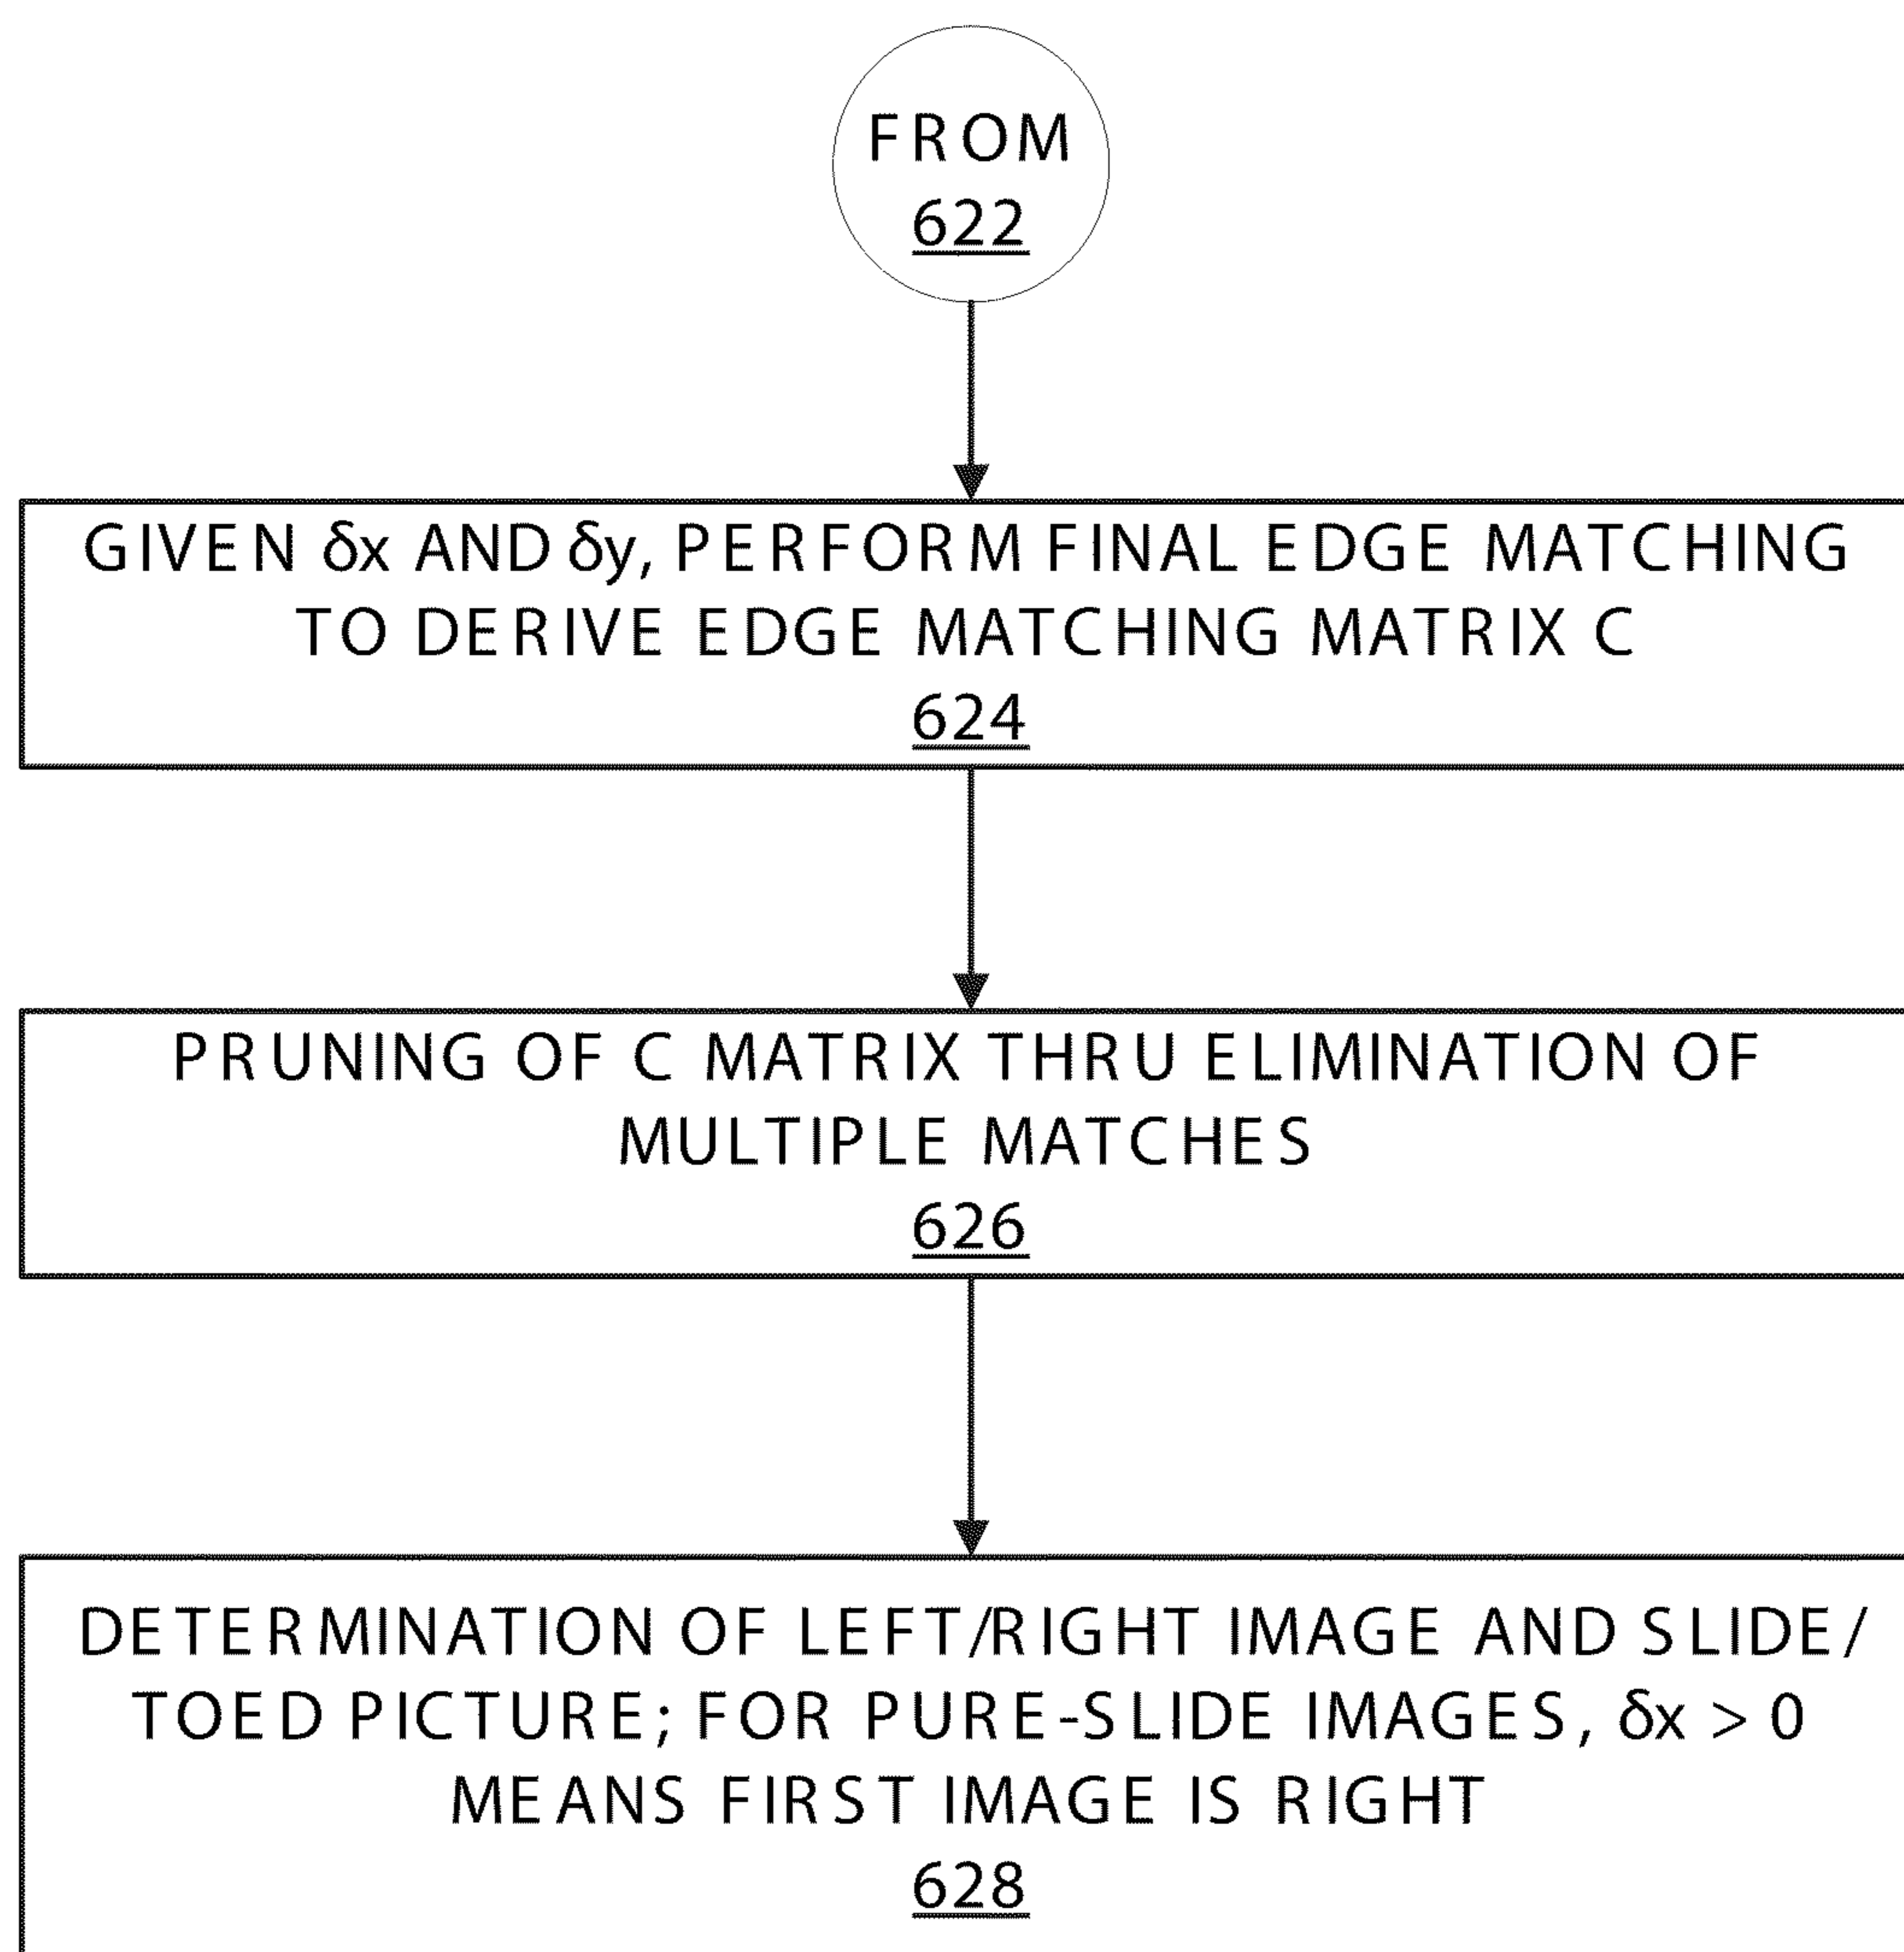 FROM
622
GIVEN δx AND δy, PERFORM FINAL EDGE MATCHING
TO DERIVE EDGE MATCHING MATRIX C
624
PRUNING OF C MATRIX THRU ELIMINATION OF
MULTIPLE MATCHES
626
DETERMINATION OF LEFT/RIGHT IMAGE AND SLIDE/
TOED PICTURE; FOR PURE-SLIDE IMAGES, δx > 0
MEANS FIRST IMAGE IS RIGHT
628